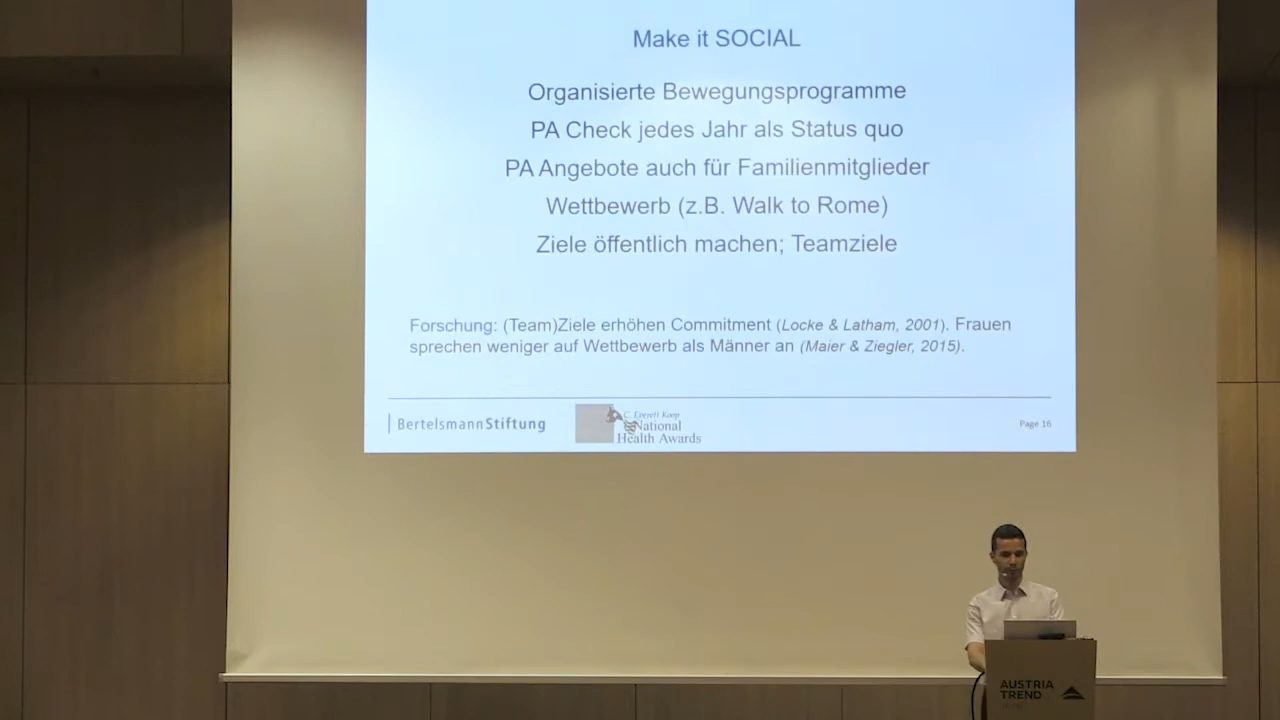 Make it SOCIAL
Organisierte Bewegungsprogramme
PA Check jedes Jahr als Status quo
PA Angebote auch für Familienmitglieder
Wettbewerb (z.B. Walk to Rome)
Ziele öffentlich machen; Teamziele
Forschung: (Team)Ziele erhöhen Commitment (Locke & Latham, 2001). Frauen
sprechen weniger auf Wettbewerb als Männer an (Maier & Ziegler, 2015).
BertelsmannStiftung
C. Everett Koop
National
Health Awards
Page 16
AUSTRIA
TREND